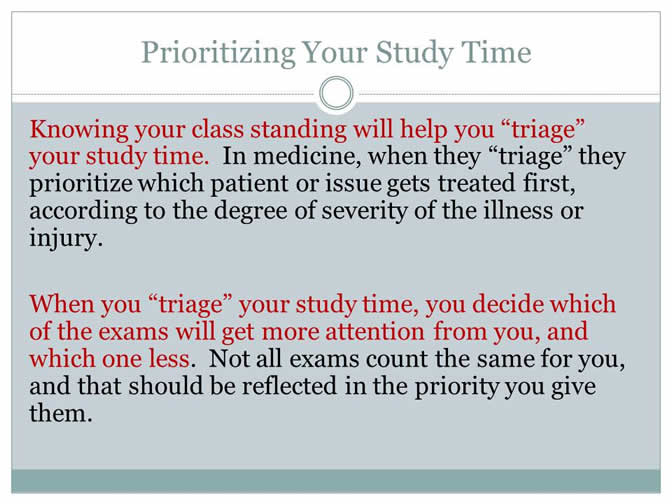 Prioritizing Your Study Time
Knowing your class standing will help you “triage”
your study time.  In medicine, when they “triage” they
prioritize which patient or issue gets treated first,
according to the degree of severity of the illness or
injury.
When you “triage” your study time, you decide which
of the exams will get more attention from you, and
which one less.  Not all exams count the same for you,
and that should be reflected in the priority you give
them.